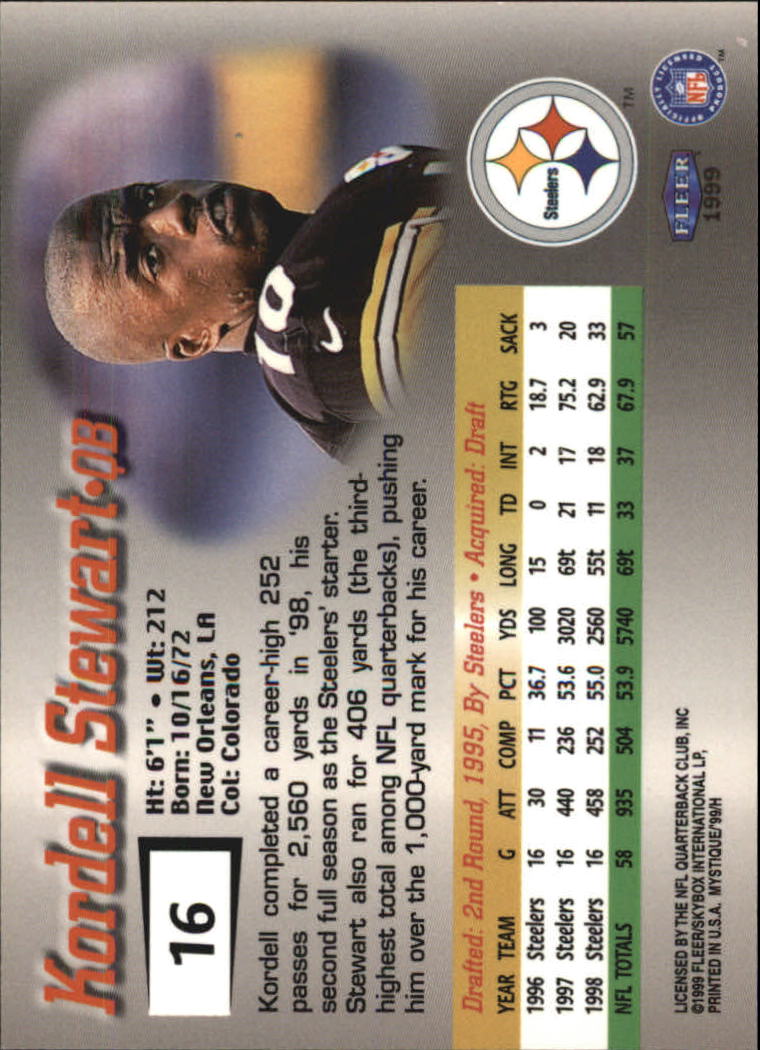 Kordell Stewart•QB
16
Ht: 6'1" • Wt: 212
Born: 10/16/72
New Orleans, LA
Col: Colorado
Kordell completed a career-high 252
passes for 2,560 yards in '98, his
second full season as the Steelers' starter.
Stewart also ran for 406 yards (the third-
highest total among NFL quarterbacks), pushing
him over the 1,000-yard mark for his career.
10
Drafted: 2nd Round, 1995, By Steelers • Acquired: Draft
YEAR TEAM G ATT COMP PCT YDS LONG TD INT RTG SACK
1996 Steelers 16 30 11 36.7 100 15 0 2 18.7 3
1997 Steelers 16 440 236 53.6 3020 69t 21 17 75.2 20
1998 Steelers 16 458 252 55.0 2560 55t 11 18 62.9 33
NFL TOTALS 58 935 504 53.9 5740 69t 33 37 67.9 57
Steelers
TM
LICENSED BY THE NFL QUARTERBACK CLUB, INC
©1999 FLEER/SKYBOX INTERNATIONAL LP,
PRINTED IN U.S.A. MYSTIQUE/99/H
FLEER
1999
OFFICIALLY LICENSED PRODUCT
NFL
TM